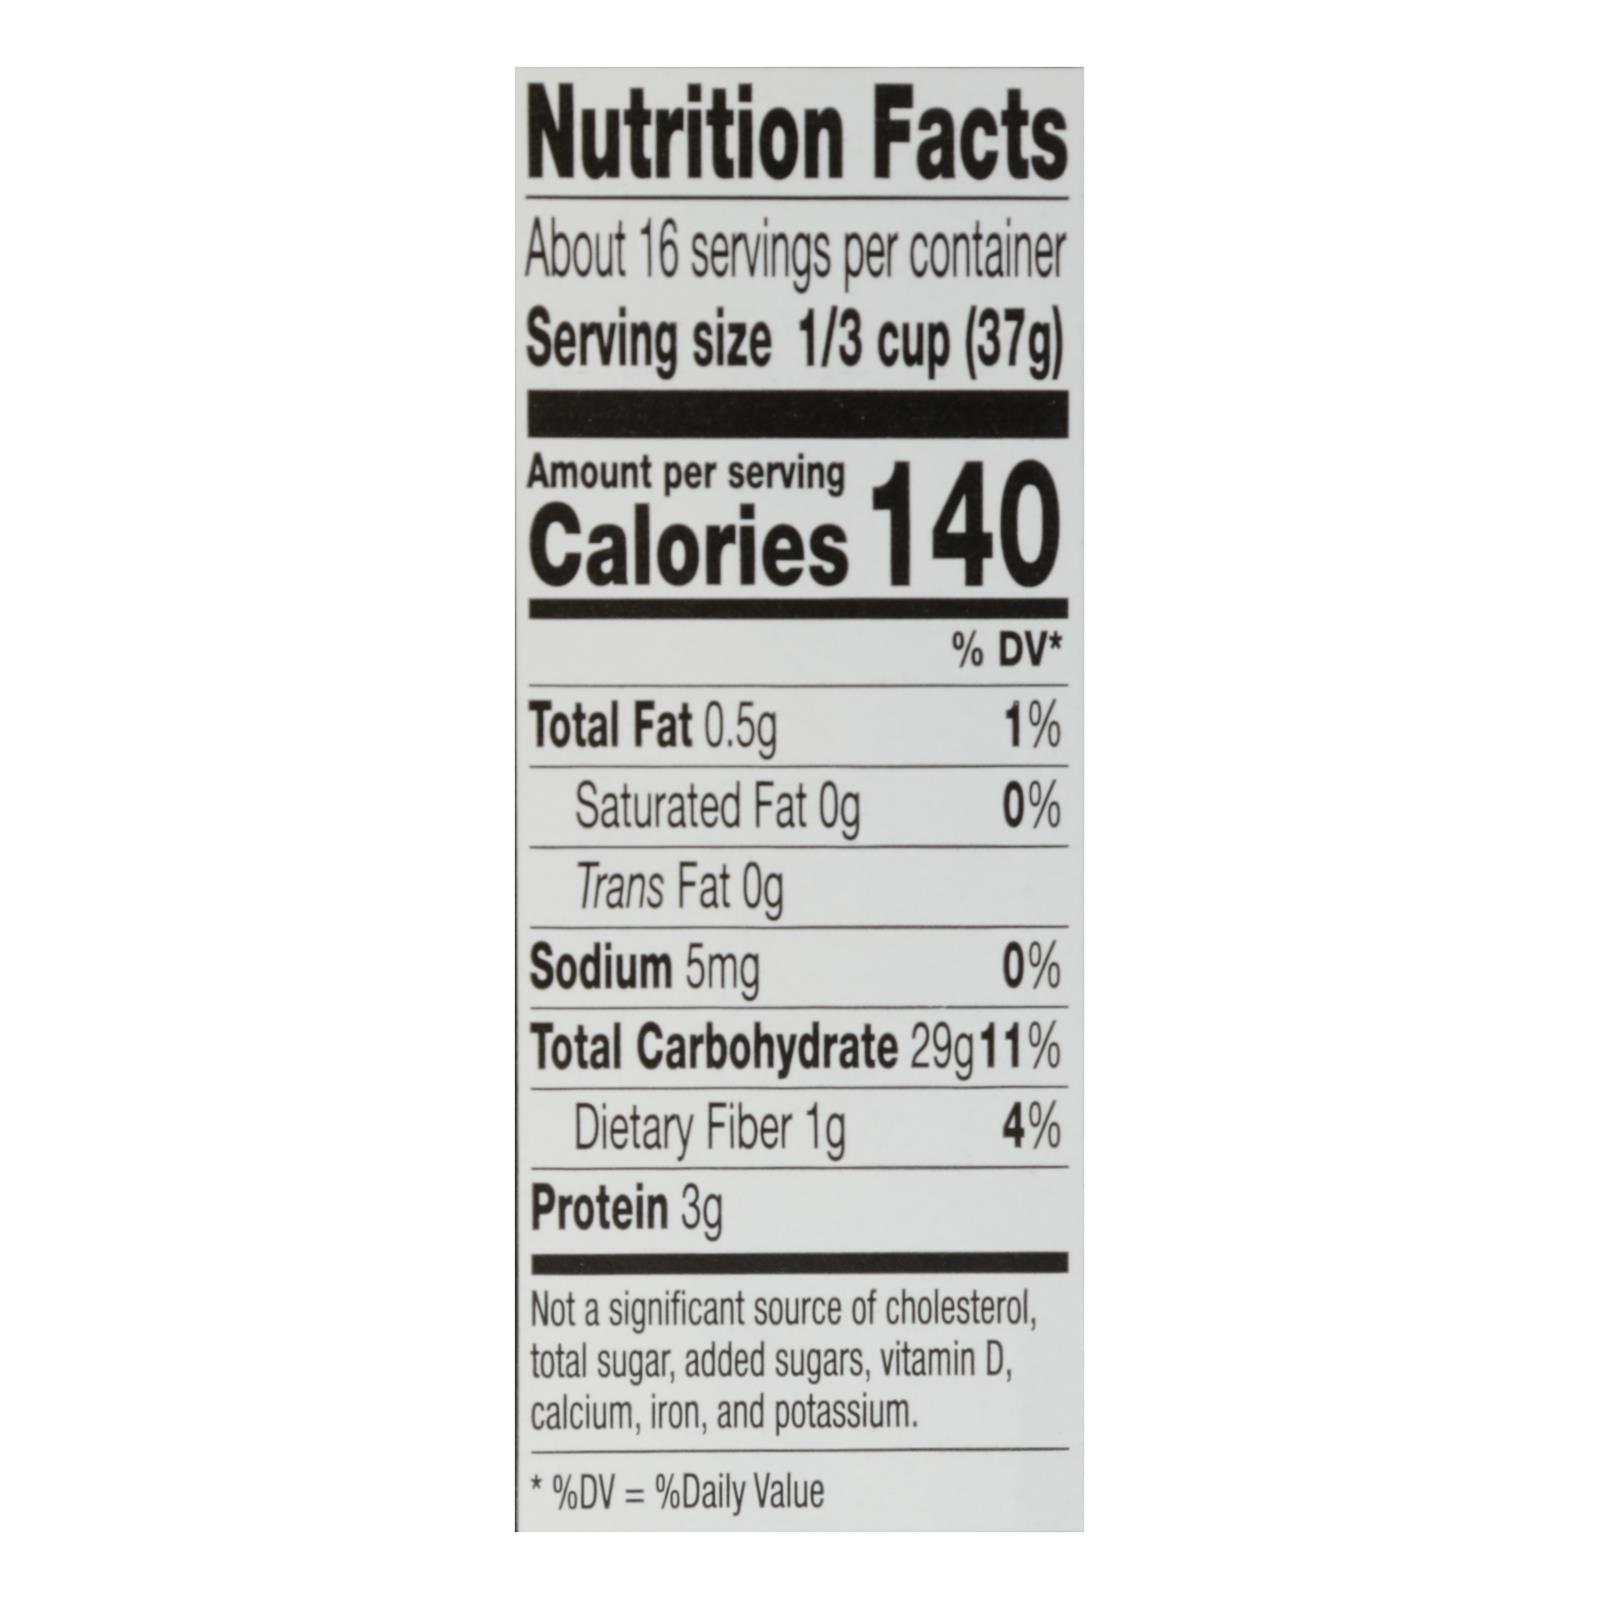 Nutrition Facts
About 16 servings per container
Serving size 1/3 cup (37g)
Amount per serving
Calories 140
% DV*
Total Fat 0.5g 1%
Saturated Fat 0g 0%
Trans Fat 0g
Sodium 5mg 0%
Total Carbohydrate 29g 11%
Dietary Fiber 1g 4%
Protein 3g
Not a significant source of cholesterol,
total sugar, added sugars, vitamin D,
calcium, iron, and potassium.
* %DV = %Daily Value